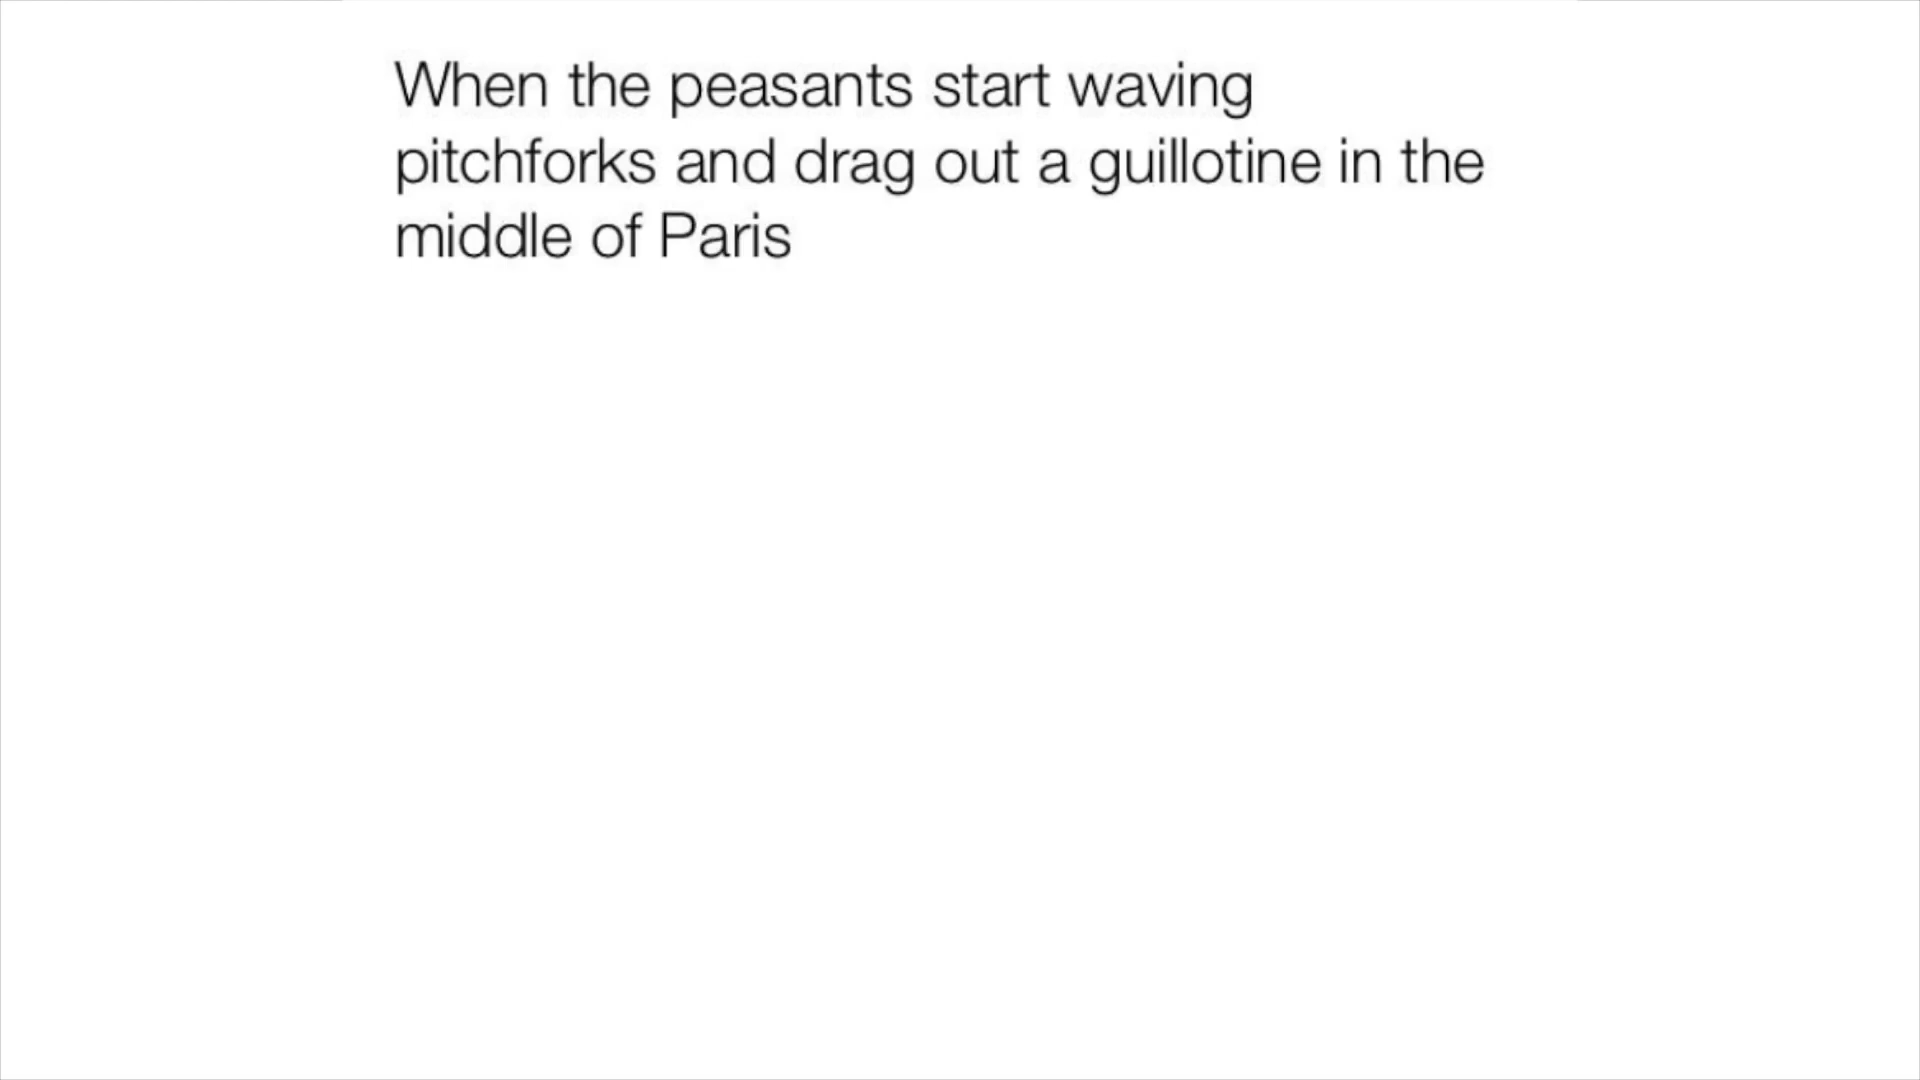 When the peasants start waving
pitchforks and drag out a guillotine in the
middle of Paris